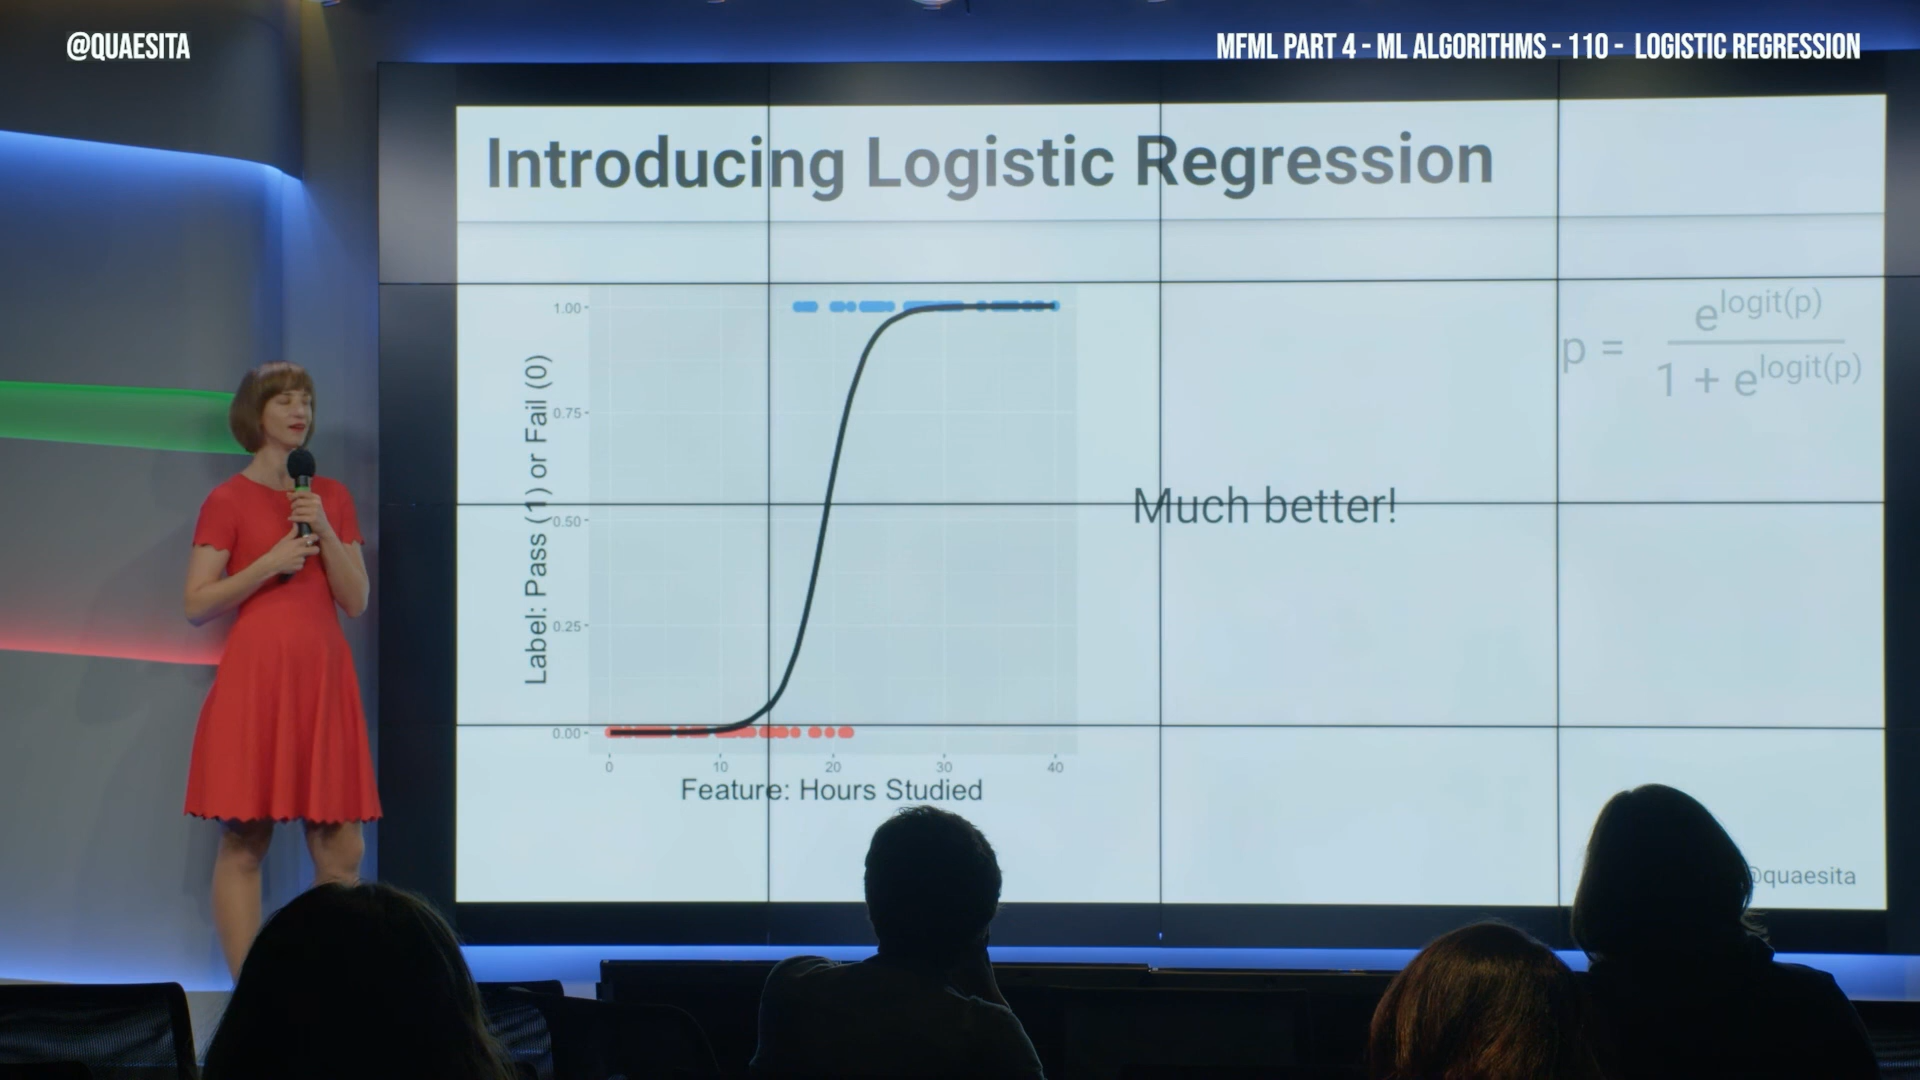 @QUAESITA
MFML PART 4 - ML ALGORITHMS - 110 - LOGISTIC REGRESSION
Introducing Logistic Regression
Label: Pass (1) or Fail (0)
1.00
0.75
0.50
0.25
0.00
0 10 20 30 40
Feature: Hours Studied
Much better!
p = e^logit(p) / 1 + e^logit(p)
@quaesita